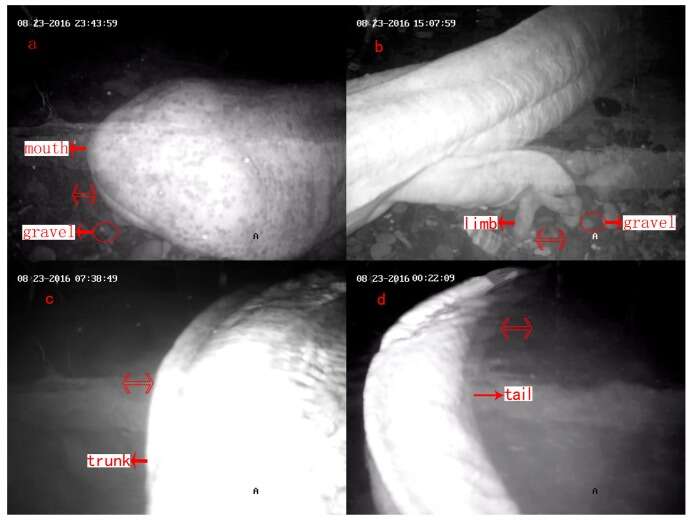 08-23-2016 23:43:59
a
mouth
gravel
A
08-23-2016 15:07:59
b
limb
gravel
A
08-23-2016 07:38:49
c
trunk
A
08-23-2016 00:22:09
d
tail
A